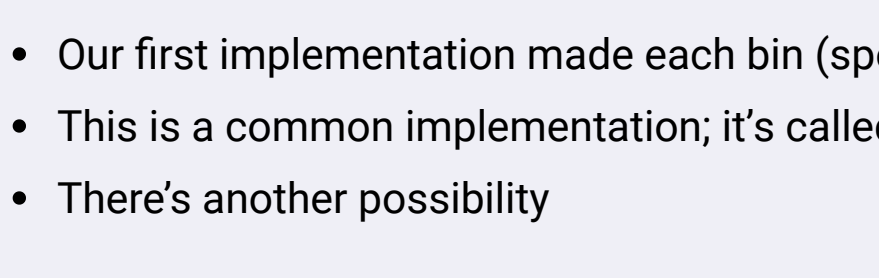 • Our first implementation made each bin
• This is a common implementation; it’s
• There’s another possibility